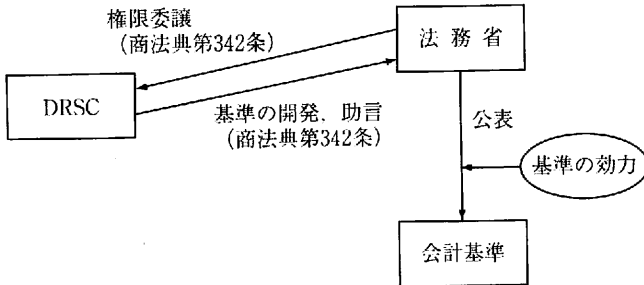 権限委譲
(商法典第342条)
法務省
DRSC
基準の開発、助言
(商法典第342条)
公表
基準の効力
会計基準